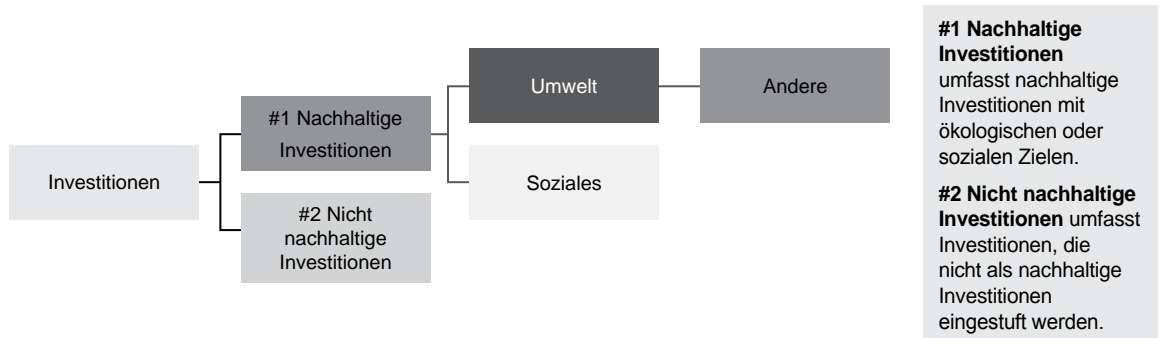 Investitionen
#1 Nachhaltige
Investitionen
#2 Nicht
nachhaltige
Investitionen
Umwelt
Soziales
Andere
#1 Nachhaltige
Investitionen
umfasst nachhaltige
Investitionen mit
ökologischen oder
sozialen Zielen.
#2 Nicht nachhaltige
Investitionen umfasst
Investitionen, die
nicht als nachhaltige
Investitionen
eingestuft werden.